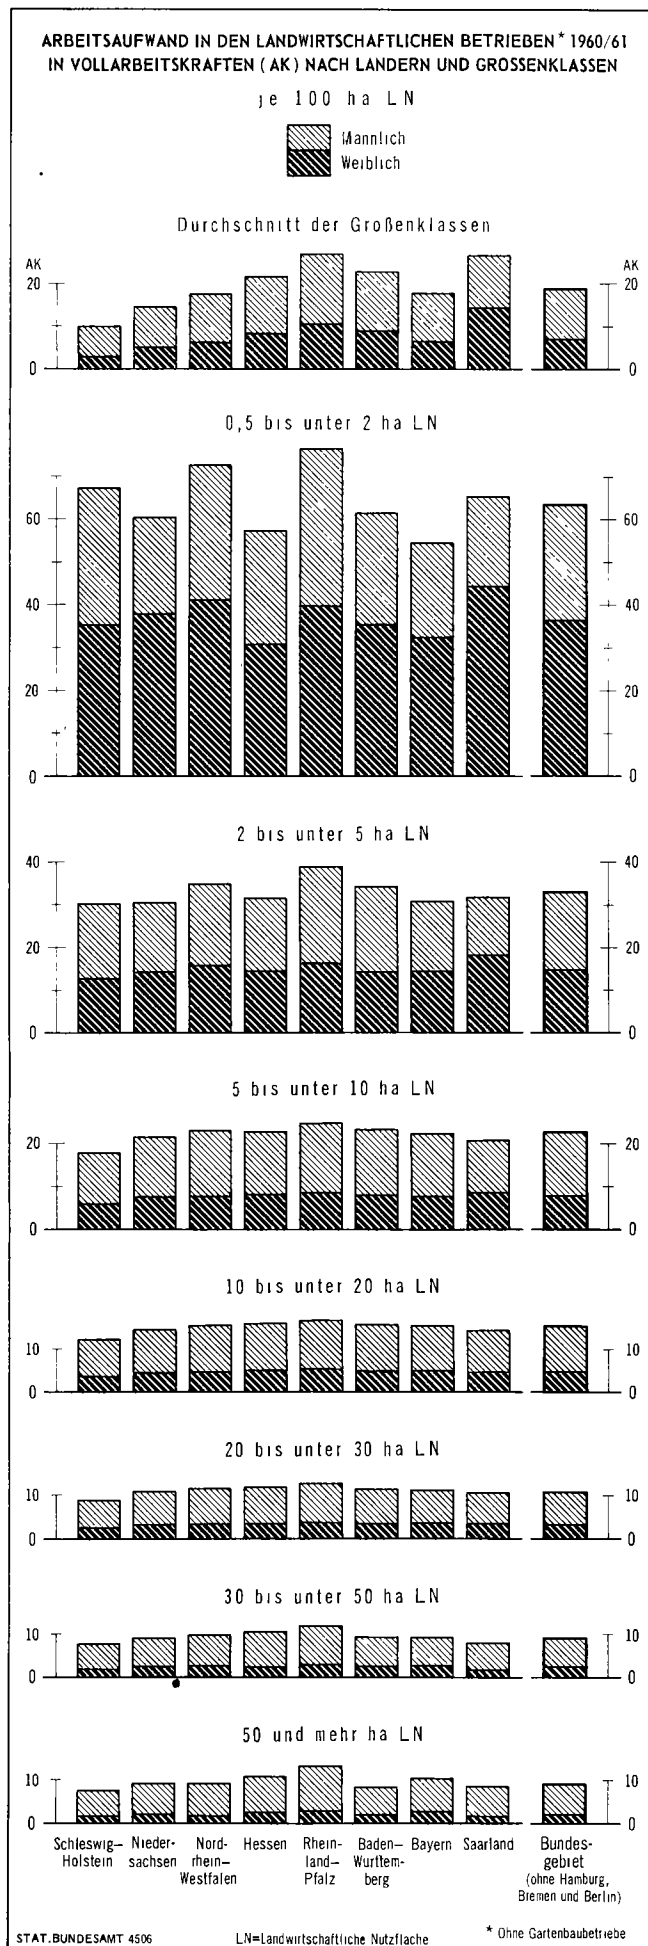 ARBEITSAUFWAND IN DEN LANDWIRTSCHAFTLICHEN BETRIEBEN* 1960/61
IN VOLLARBEITSKRAFTEN (AK) NACH LANDERN UND GROSSENKLASSEN
je 100 ha LN
Mannlich
Weiblich
Durchschnitt der Großenklassen
AK AK
20 20
0 0
0,5 bis unter 2 ha LN
60 60
40 40
20 20
0 0
2 bis unter 5 ha LN
40 40
20 20
0 0
5 bis unter 10 ha LN
20 20
0 0
10 bis unter 20 ha LN
10 10
0 0
20 bis unter 30 ha LN
10 10
0 0
30 bis unter 50 ha LN
10 10
0 0
50 und mehr ha LN
10 10
0 0
Schleswig-
Holstein
Nieder-
sachsen
Nord-
rhein-
Westfalen
Hessen
Rhein-
land-
Pfalz
Baden-
Wurttem-
berg
Bayern
Saarland
Bundes-
gebiet
(ohne Hamburg,
Bremen und Berlin)
STAT.BUNDESAMT 4506
LN=Landwirtschaftliche Nutzflache
* Ohne Gartenbaubetriebe